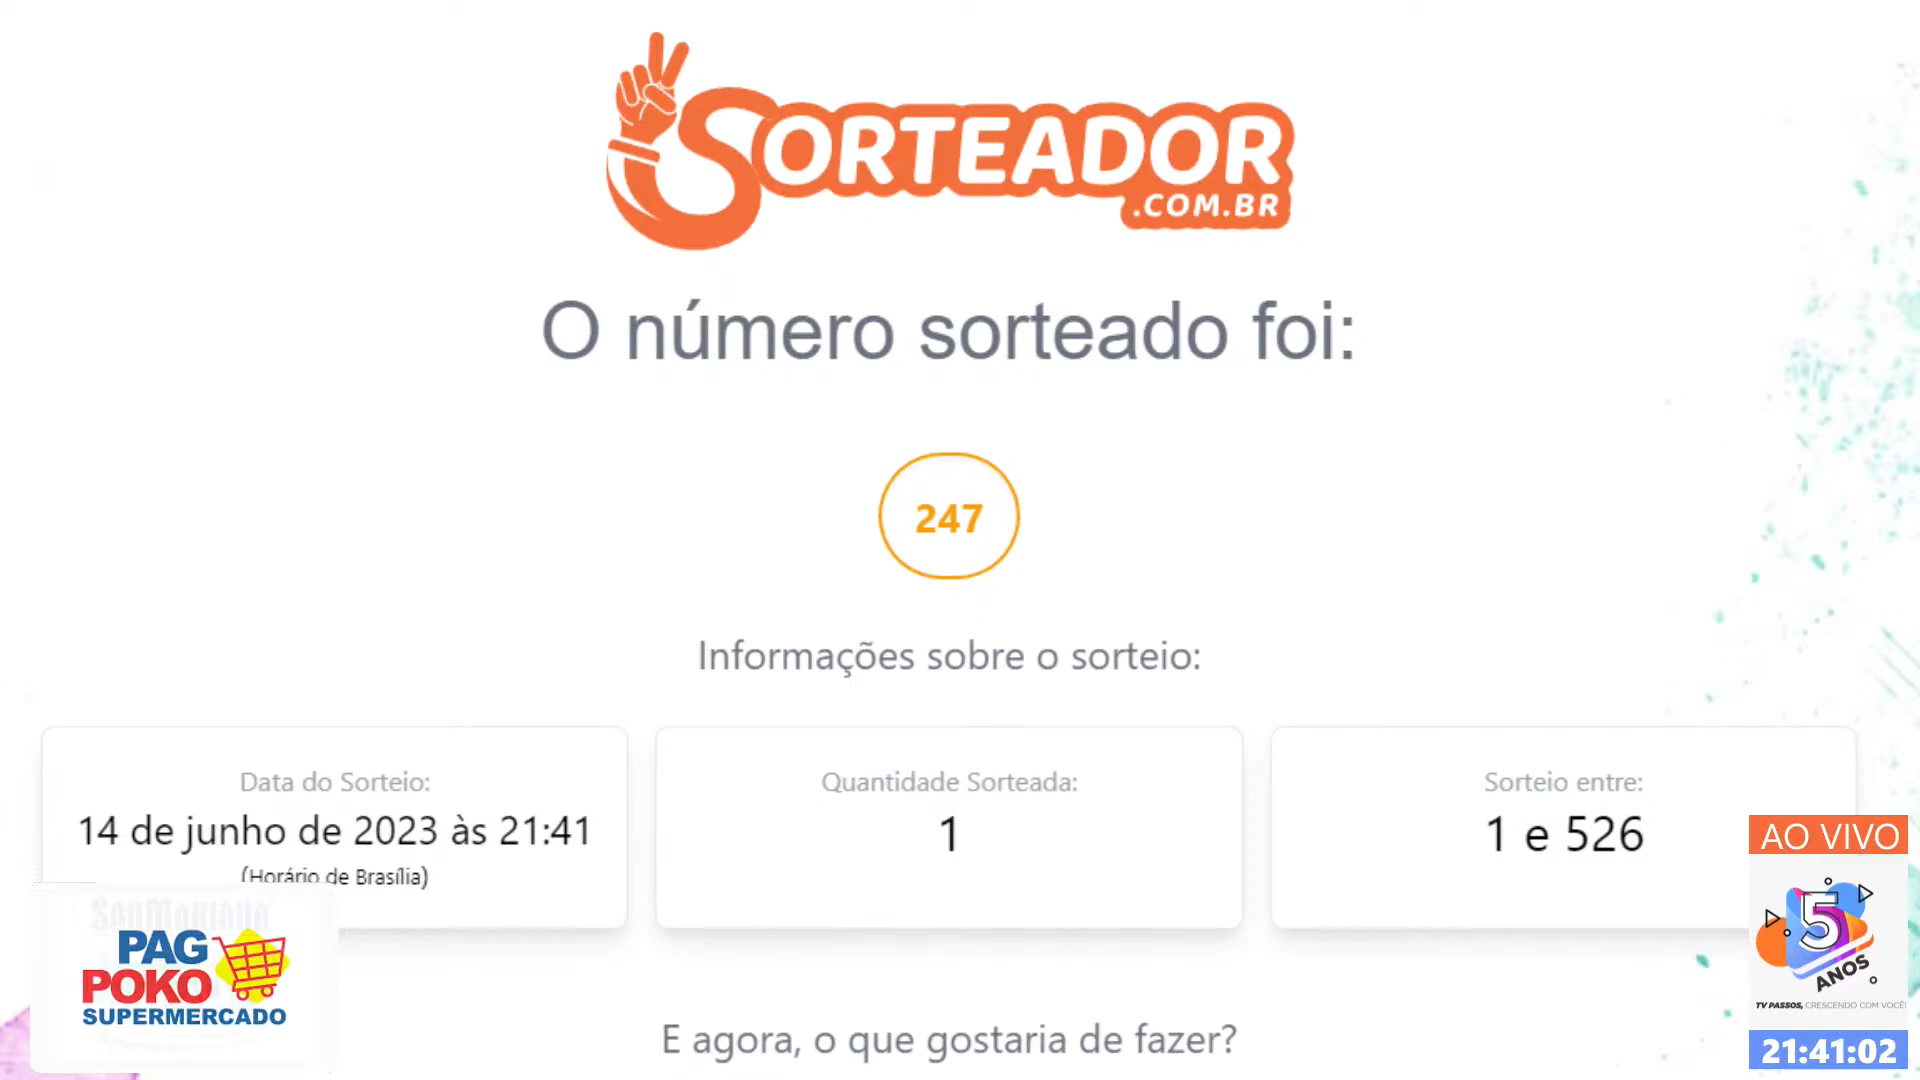 SORTEADOR
.COM.BR
O número sorteado foi:
247
Informações sobre o sorteio:
Data do Sorteio:
14 de junho de 2023 às 21:41
(Horário de Brasília)
Quantidade Sorteada:
1
Sorteio entre:
1 e 526
AO VIVO
5
ANOS
TV PASSOS, CRESCENDO COM VOCÊ!
21:41:02
PAG
POKO
SUPERMERCADO
E agora, o que gostaria de fazer?